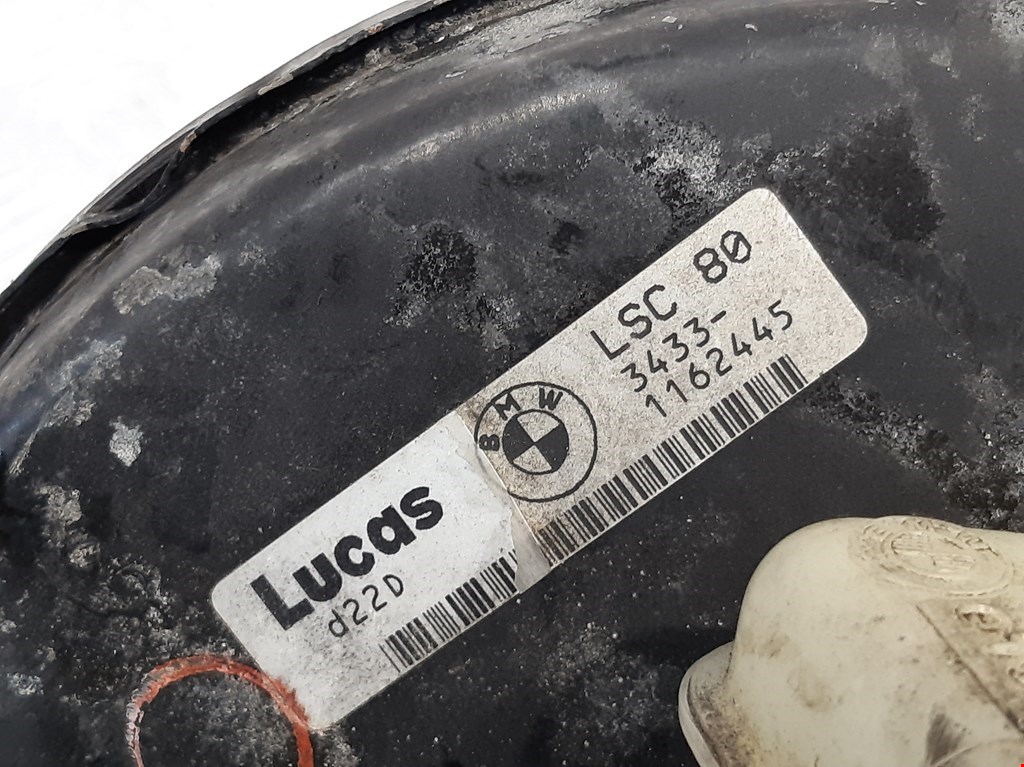 LSC 80
3433-
1162445
BMW
Lucas
d22D